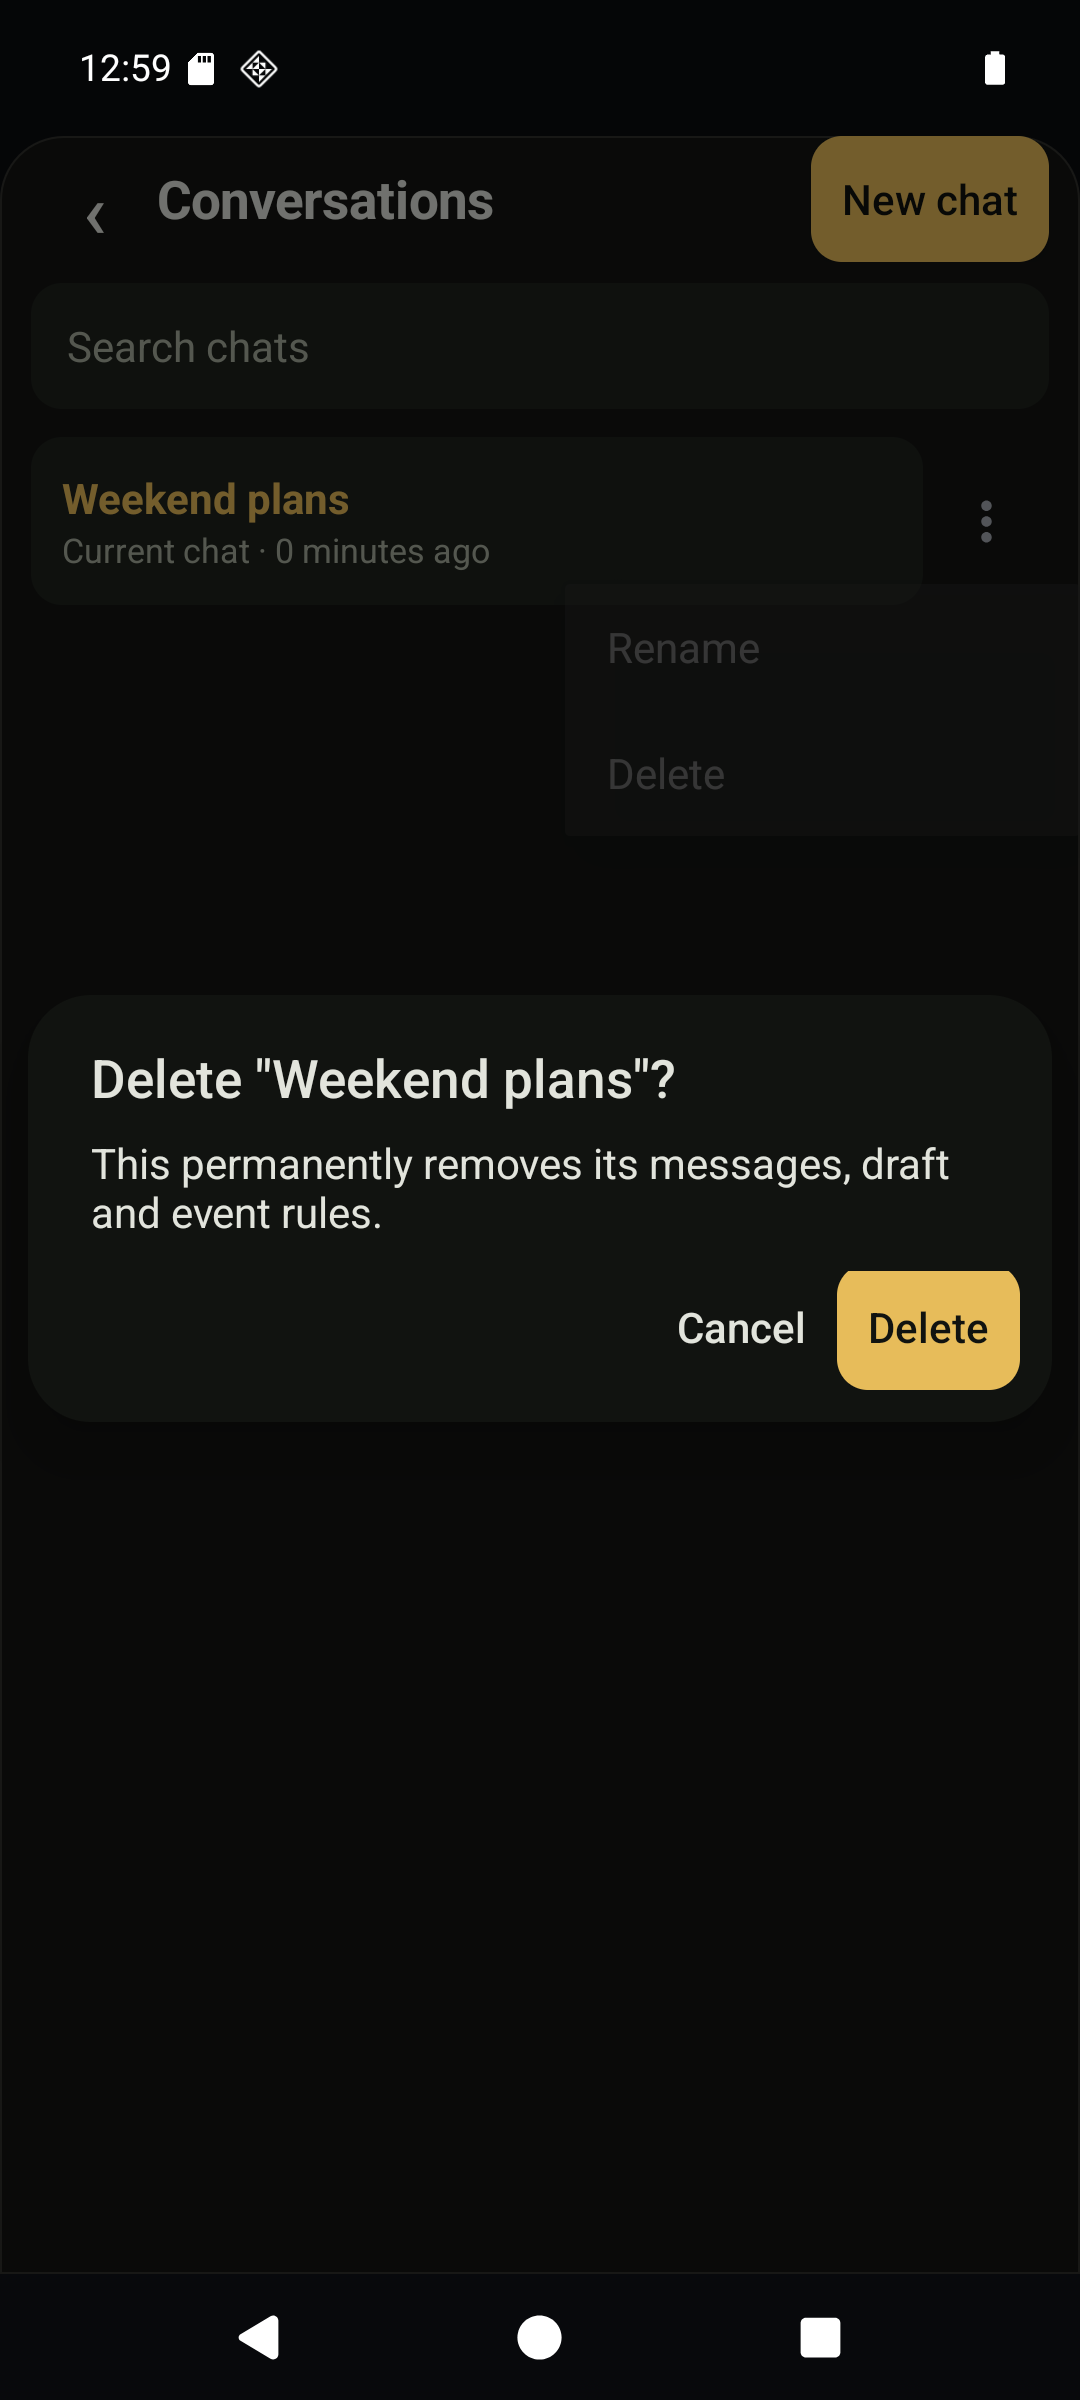 12:59
Conversations
New chat
Search chats
Weekend plans
Current chat · 0 minutes ago
Rename
Delete
Delete "Weekend plans"?
This permanently removes its messages, draft
and event rules.
Cancel
Delete